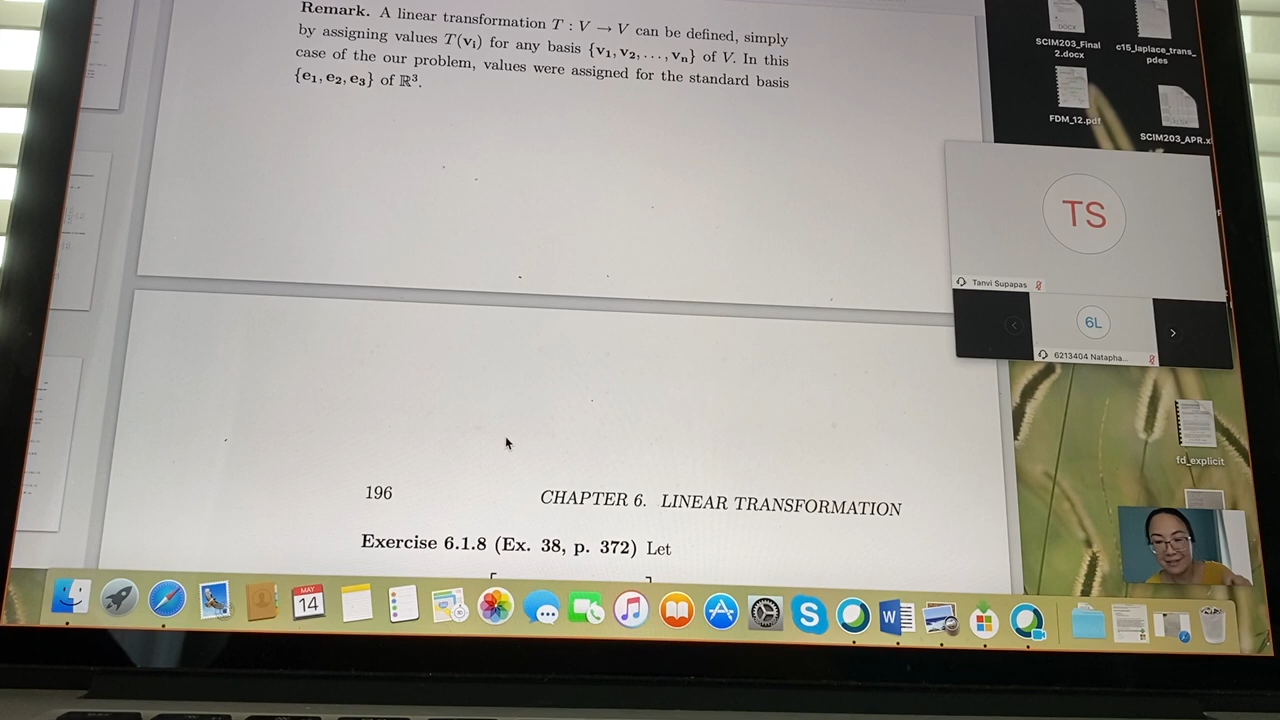 Remark. A linear transformation T : V → V can be defined, simply
by assigning values T(vᵢ) for any basis {v₁, v₂, . . . , vₙ} of V. In this
case of the our problem, values were assigned for the standard basis
{e₁, e₂, e₃} of ℝ³.
196 CHAPTER 6. LINEAR TRANSFORMATION
Exercise 6.1.8 (Ex. 38, p. 372) Let
DOCX
SCIM203_Final
2.docx
c15_laplace_trans_
pdes
FDM_12.pdf
SCIM203_APR.x
TS
Tanvi Supapas
6L
6213404 Natapha...
fd_explicit
MAY
14
W